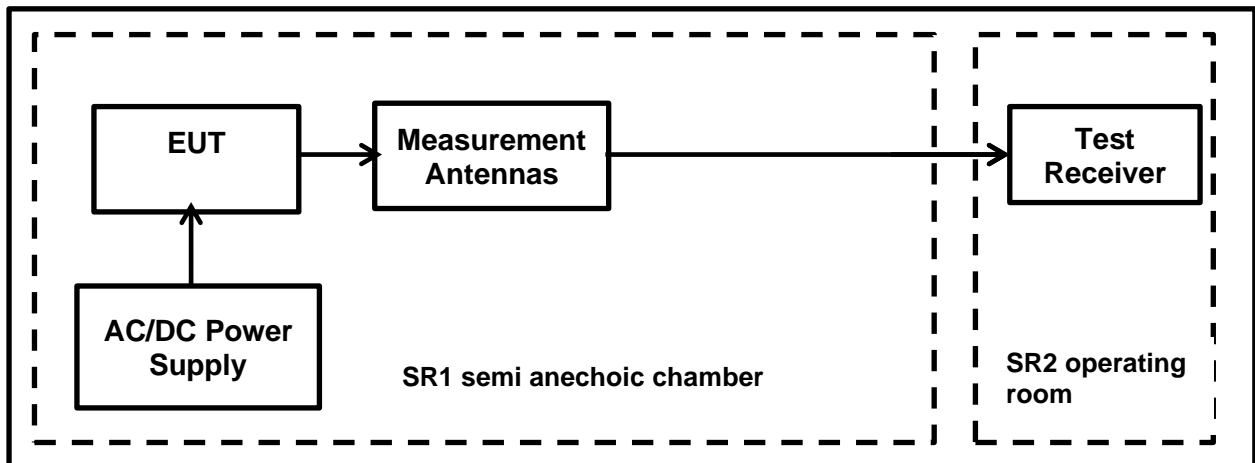 EUT
Measurement
Antennas
Test
Receiver
AC/DC Power
Supply
SR1 semi anechoic chamber
SR2 operating
room